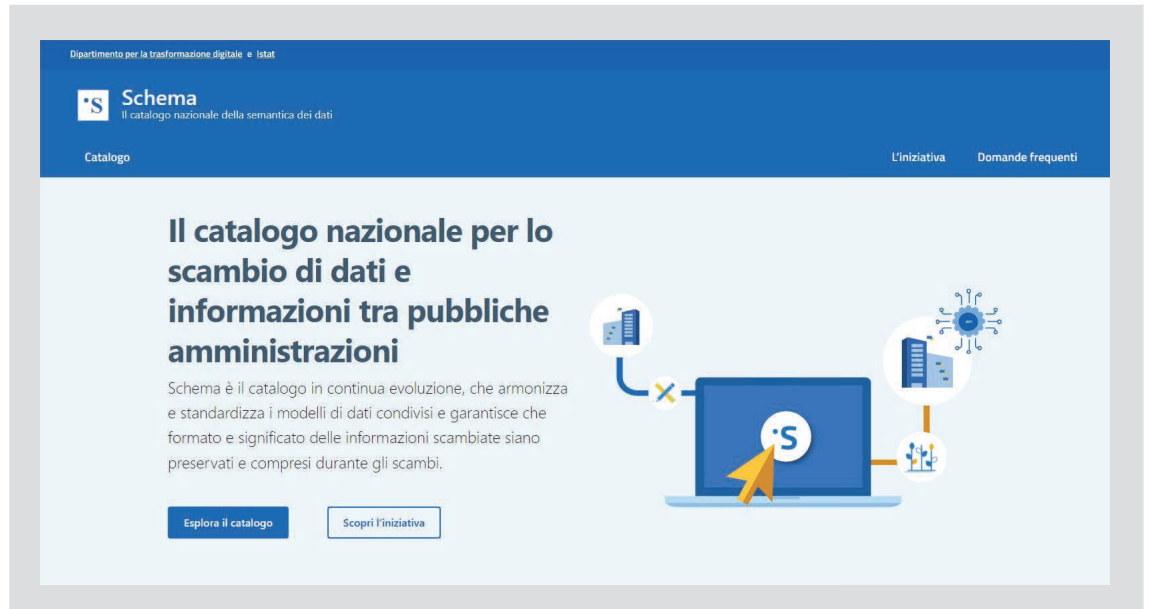 Dipartimento per la trasformazione digitale e Istat
·S
Schema
Il catalogo nazionale della semantica dei dati
Catalogo
L'iniziativa
Domande frequenti
Il catalogo nazionale per lo
scambio di dati e
informazioni tra pubbliche
amministrazioni
Schema è il catalogo in continua evoluzione, che armonizza
e standardizza i modelli di dati condivisi e garantisce che
formato e significato delle informazioni scambiate siano
preservati e compresi durante gli scambi.
Esplora il catalogo
Scopri l'iniziativa
·S
API